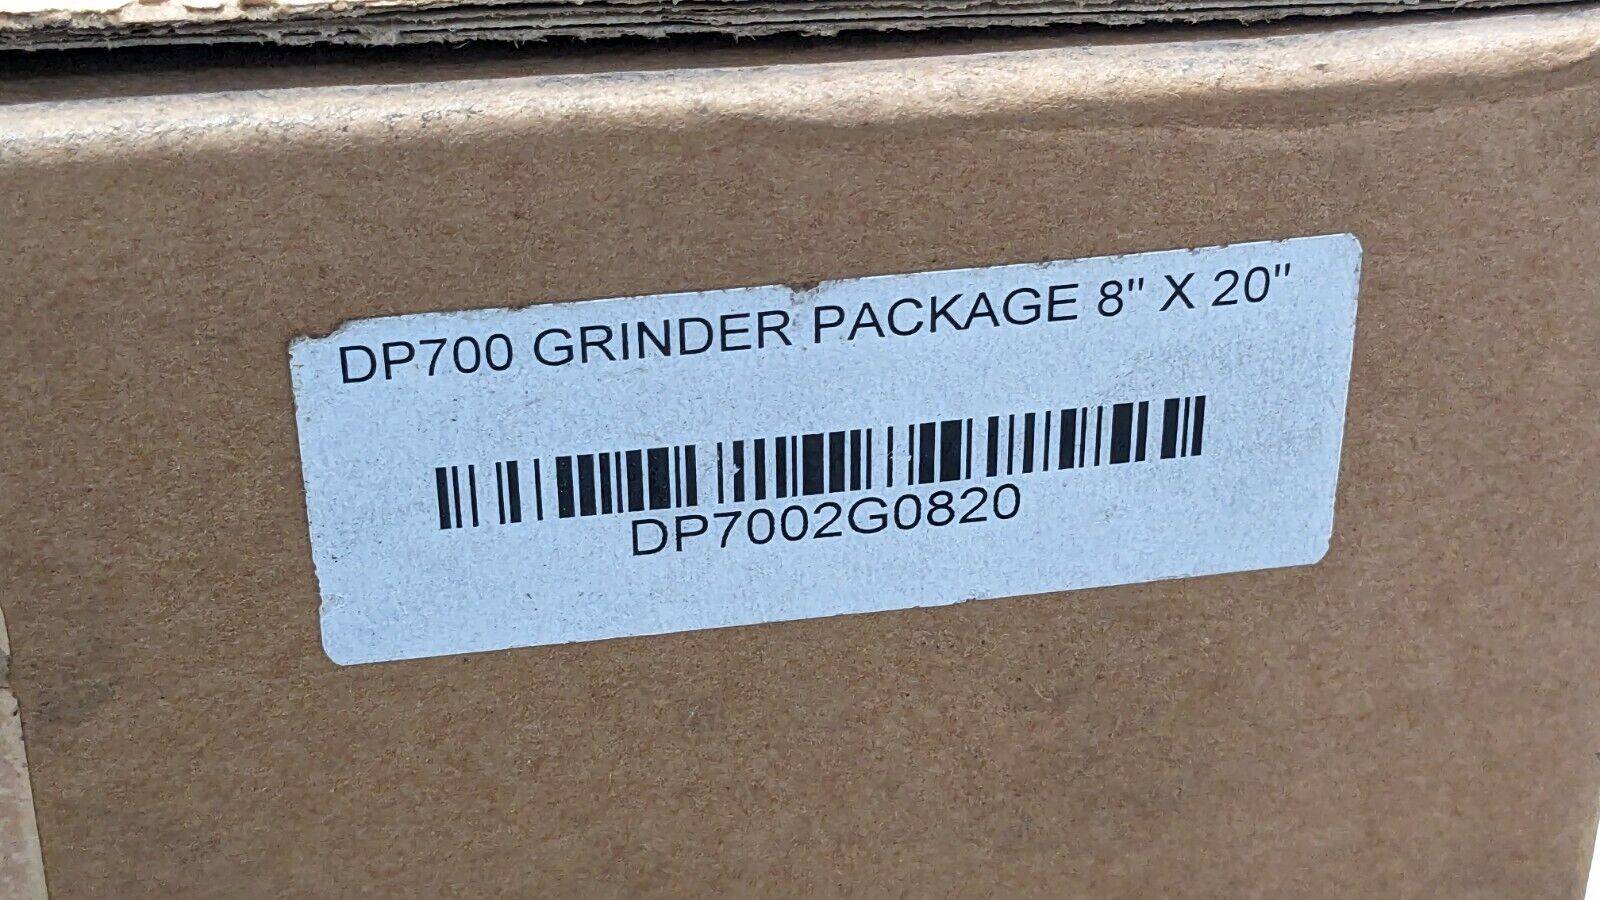 DP700 GRINDER PACKAGE 8" X 20"
DP7002G0820